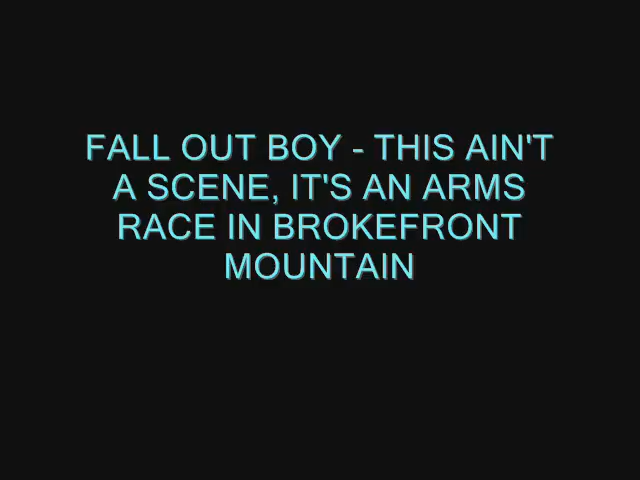 FALL OUT BOY - THIS AIN'T
A SCENE, IT'S AN ARMS
RACE IN BROKEFRONT
MOUNTAIN